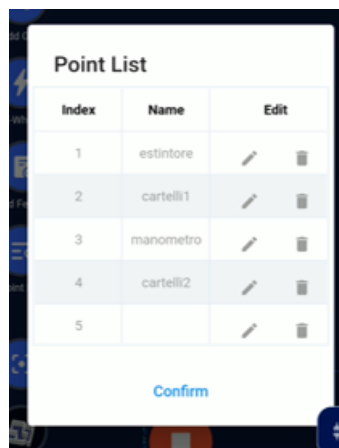 Point List
Index Name Edit
1 estintore
2 cartelli1
3 manometro
4 cartelli2
5
Confirm